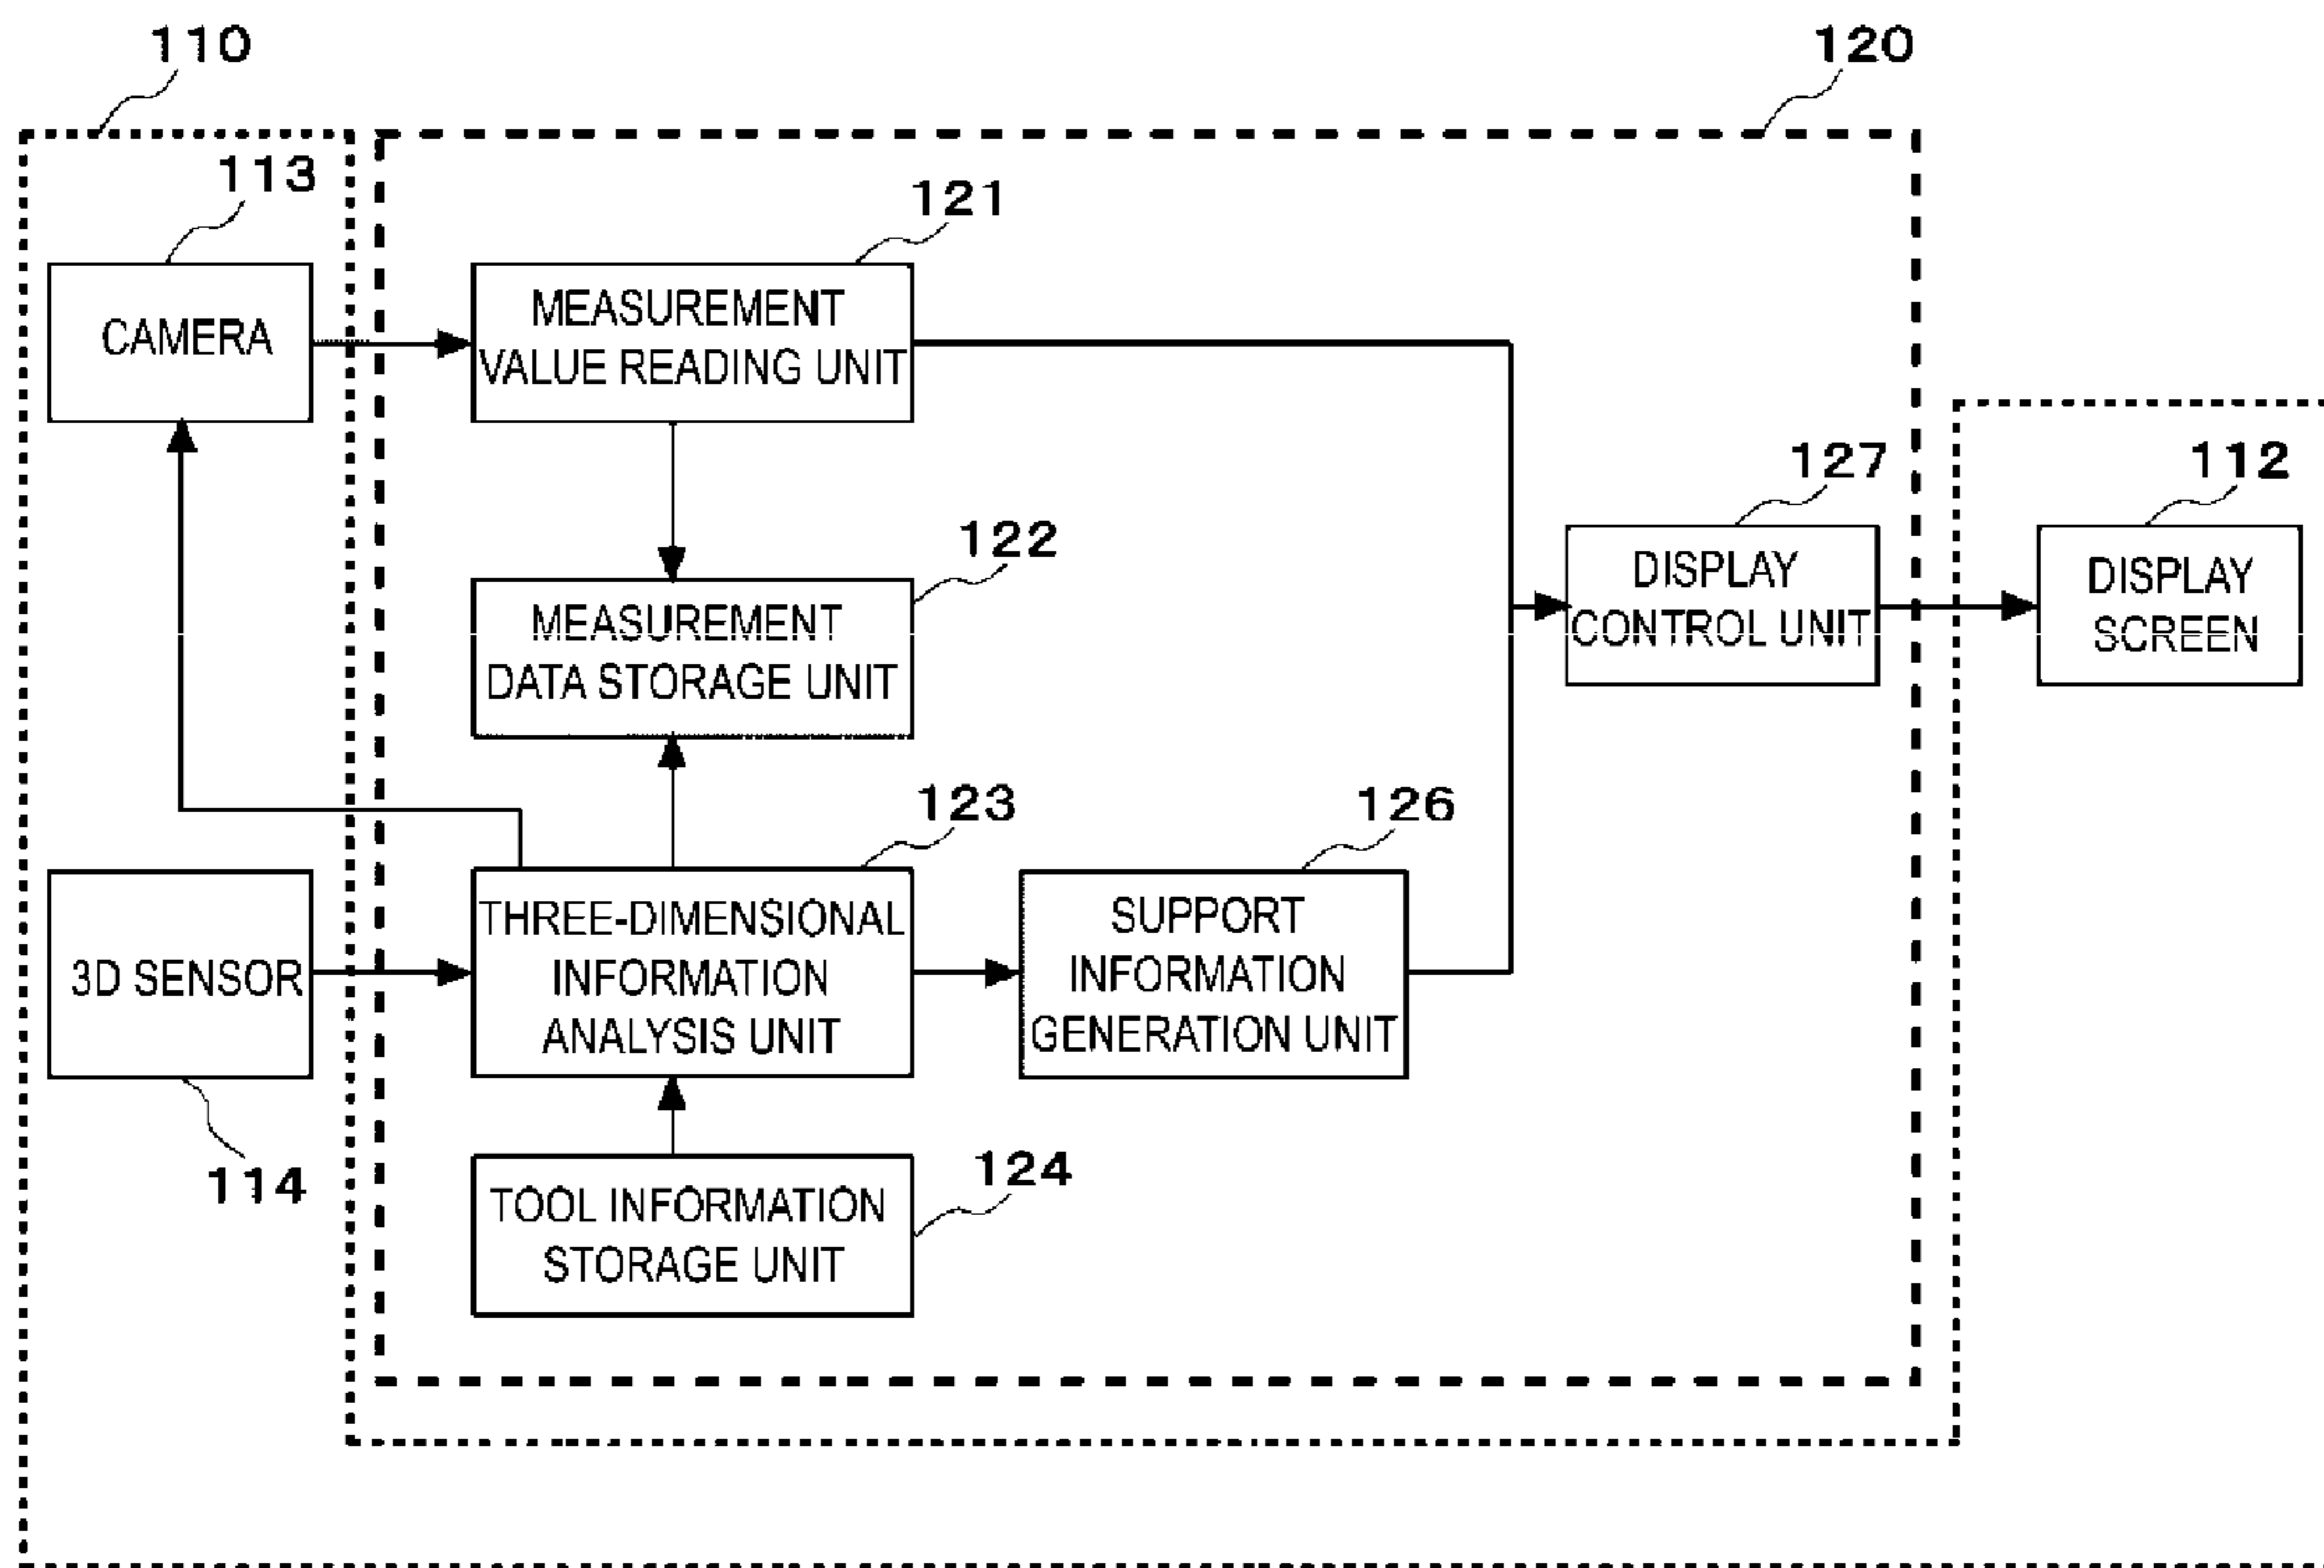 110
120
113
121
CAMERA
MEASUREMENT
VALUE READING UNIT
127
112
122
DISPLAY
CONTROL UNIT
DISPLAY
SCREEN
MEASUREMENT
DATA STORAGE UNIT
123
126
3D SENSOR
THREE-DIMENSIONAL
INFORMATION
ANALYSIS UNIT
SUPPORT
INFORMATION
GENERATION UNIT
114
124
TOOL INFORMATION
STORAGE UNIT